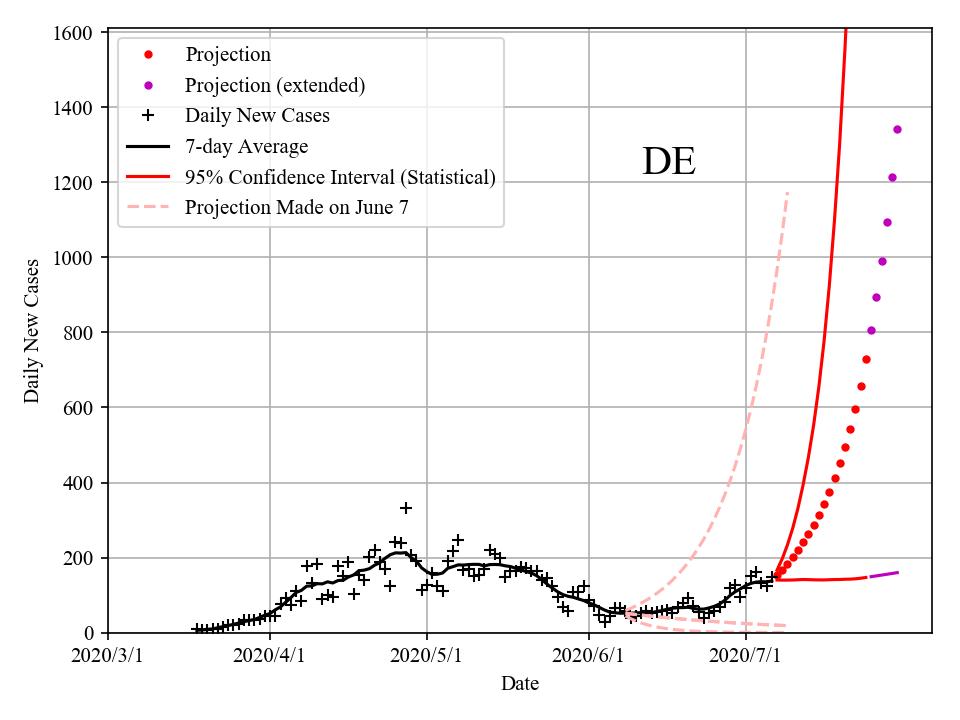 Projection
Projection (extended)
Daily New Cases
7-day Average
95% Confidence Interval (Statistical)
Projection Made on June 7
DE
1600
1400
1200
1000
800
600
400
200
0
Daily New Cases
2020/3/1
2020/4/1
2020/5/1
2020/6/1
2020/7/1
Date